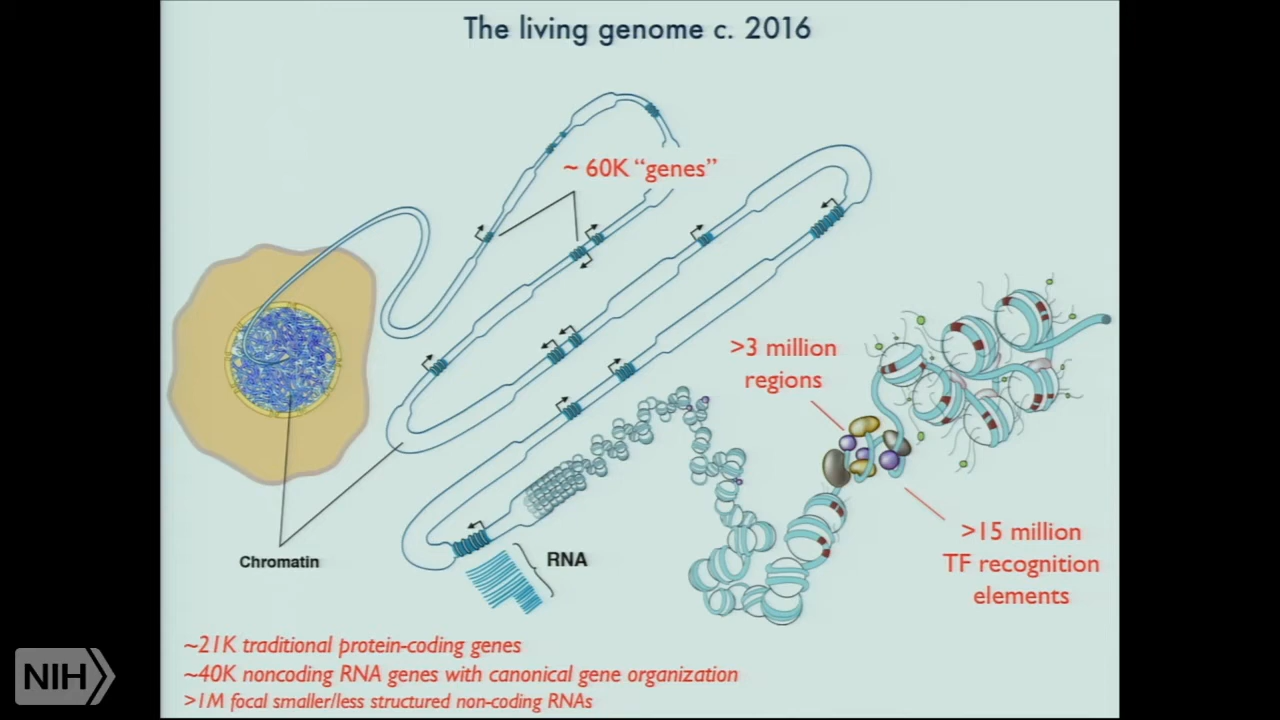 The living genome c. 2016
~ 60K “genes”
>3 million
regions
>15 million
TF recognition
elements
Chromatin
RNA
~21K traditional protein-coding genes
~40K noncoding RNA genes with canonical gene organization
>1M focal smaller/less structured non-coding RNAs
NIH